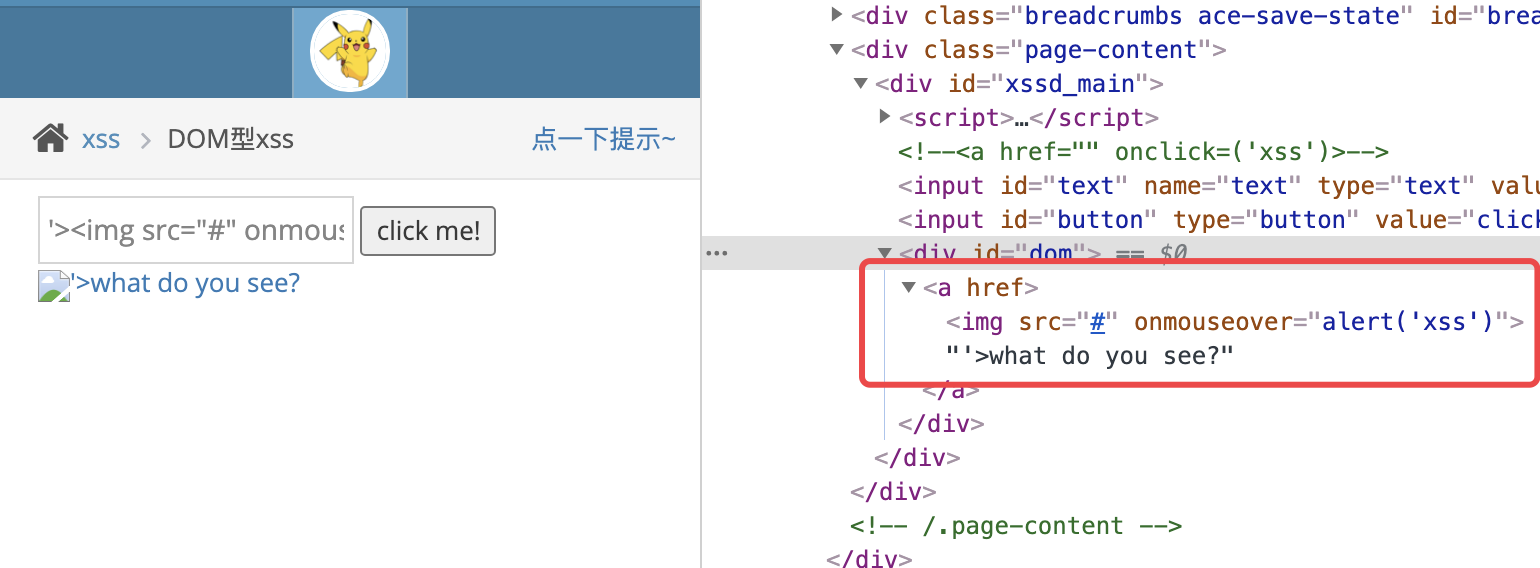 xss > DOM型xss 点一下提示~
'><img src="#" onmous
click me!
'>what do you see?
<div class="breadcrumbs ace-save-state" id="brea
<div class="page-content">
<div id="xssd_main">
<script>…</script>
<!--<a href="" onclick=('xss')>-->
<input id="text" name="text" type="text" valu
<input id="button" type="button" value="click
<div id="dom"> == $0
<a href>
<img src="#" onmouseover="alert('xss')">
"'>what do you see?"
</a>
</div>
</div>
</div>
<!-- /.page-content -->
</div>